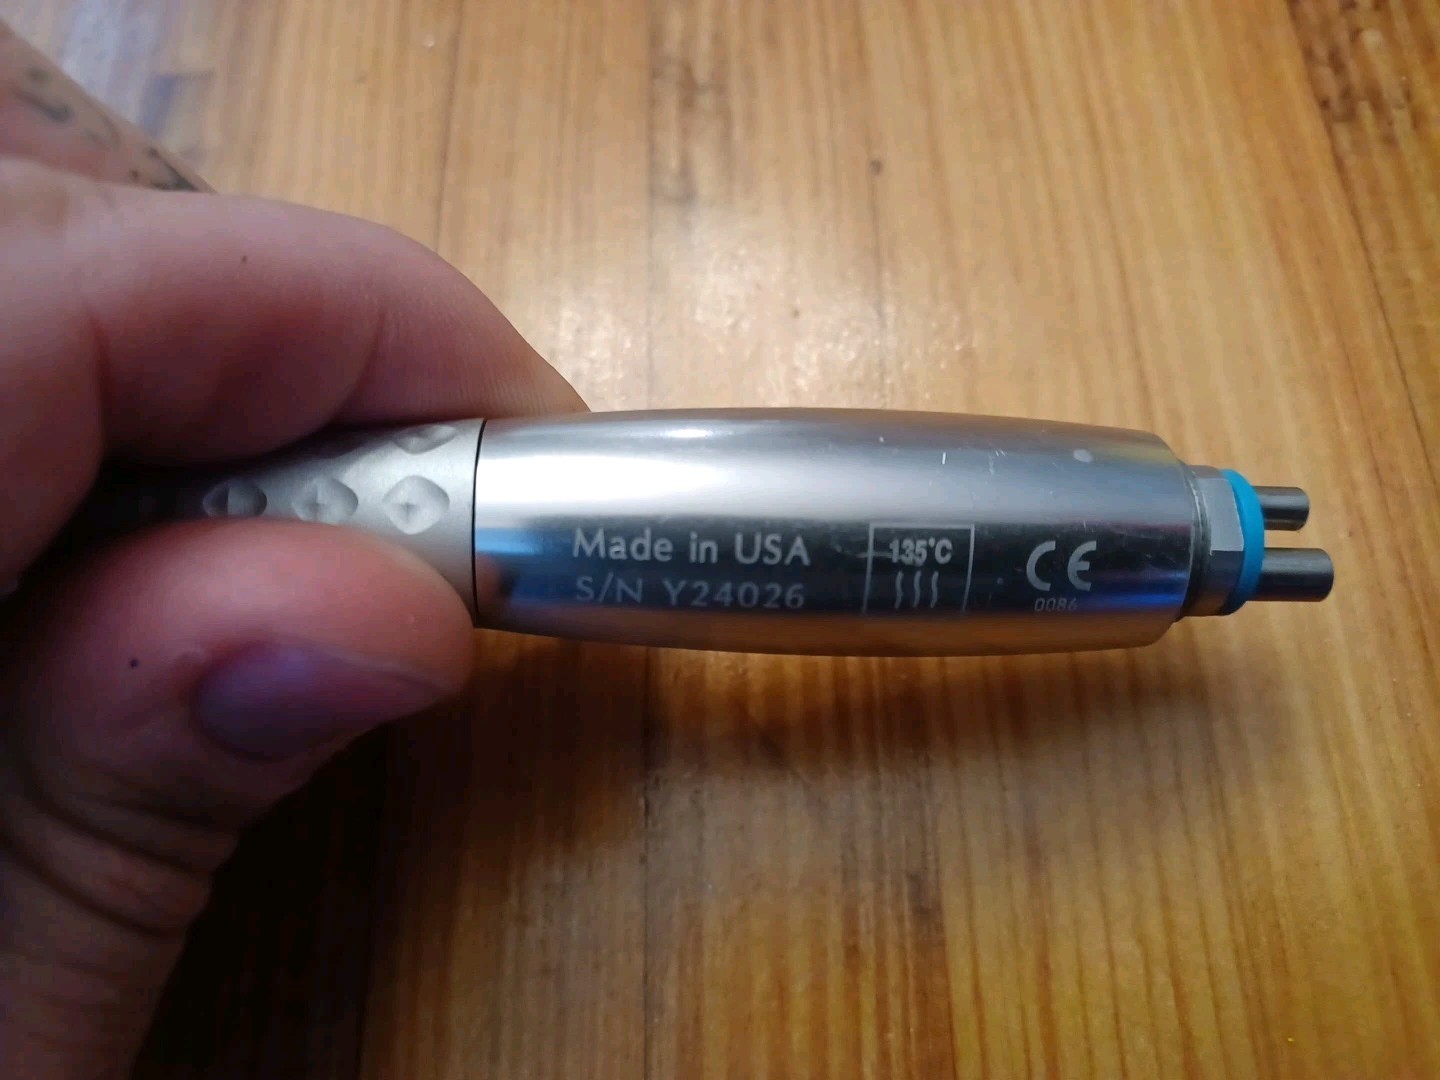 Made in USA
S/N Y24026
135°C
CE
0086